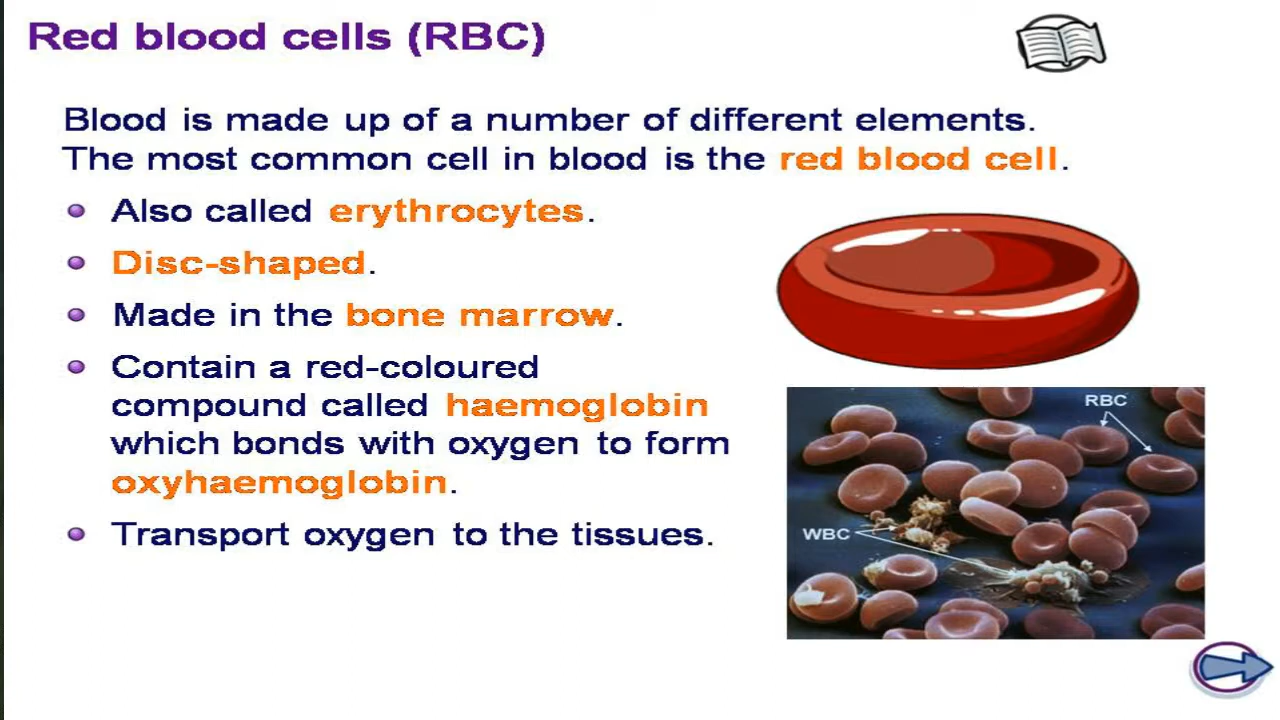 Red blood cells (RBC)
Blood is made up of a number of different elements.
The most common cell in blood is the red blood cell.
Also called erythrocytes.
Disc-shaped.
Made in the bone marrow.
Contain a red-coloured
compound called haemoglobin
which bonds with oxygen to form
oxyhaemoglobin.
Transport oxygen to the tissues.
RBC
WBC